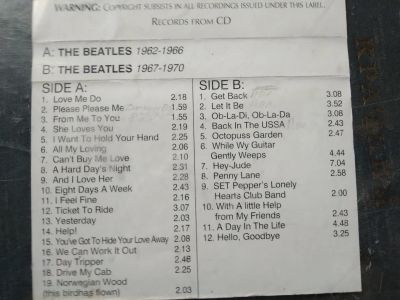 WARNING: COPYRIGHT SUBSISTS IN ALL RECORDINGS ISSUED UNDER THIS LABEL.
RECORDS FROM CD
A: THE BEATLES 1962-1966
B: THE BEATLES 1967-1970
SIDE A:
1. Love Me Do 2.18
2. Please Please Me 1.59
3. From Me To You 1.55
4. She Loves You 2.19
5. I Want To Hold Your Hand 2.25
6. All My Loving
7. Can't Buy Me Love 2.10
8. A Hard Day's Night 2.31
9. And I Love Her 2.28
10. Eight Days A Week 2.43
11. I Feel Fine 2.16
12. Ticket To Ride 3.07
13. Yesterday 2.03
14. Help! 2.17
15. You've Got To Hide Your Love Away 2.08
16. We Can Work It Out 2.13
17. Day Tripper 2.46
18. Drive My Cab 2.25
19. Norwegian Wood
(this birdhas flown) 2.03
SIDE B:
1. Get Back 3.08
2. Let It Be 3.52
3. Ob-La-Di, Ob-La-Da 3.08
4. Back In The USSA 2.43
5. Octopuss Garden 2.47
6. While Wy Guitar
Gently Weeps 4.44
7. Hey-Jude 7.04
8. Penny Lane 2.58
9. SET Pepper's Lonely
Hearts Club Band 2.00
10. With A little Help
from My Friends 2.43
11. A Day In The Life 4.48
12. Hello, Goodbye 3.25